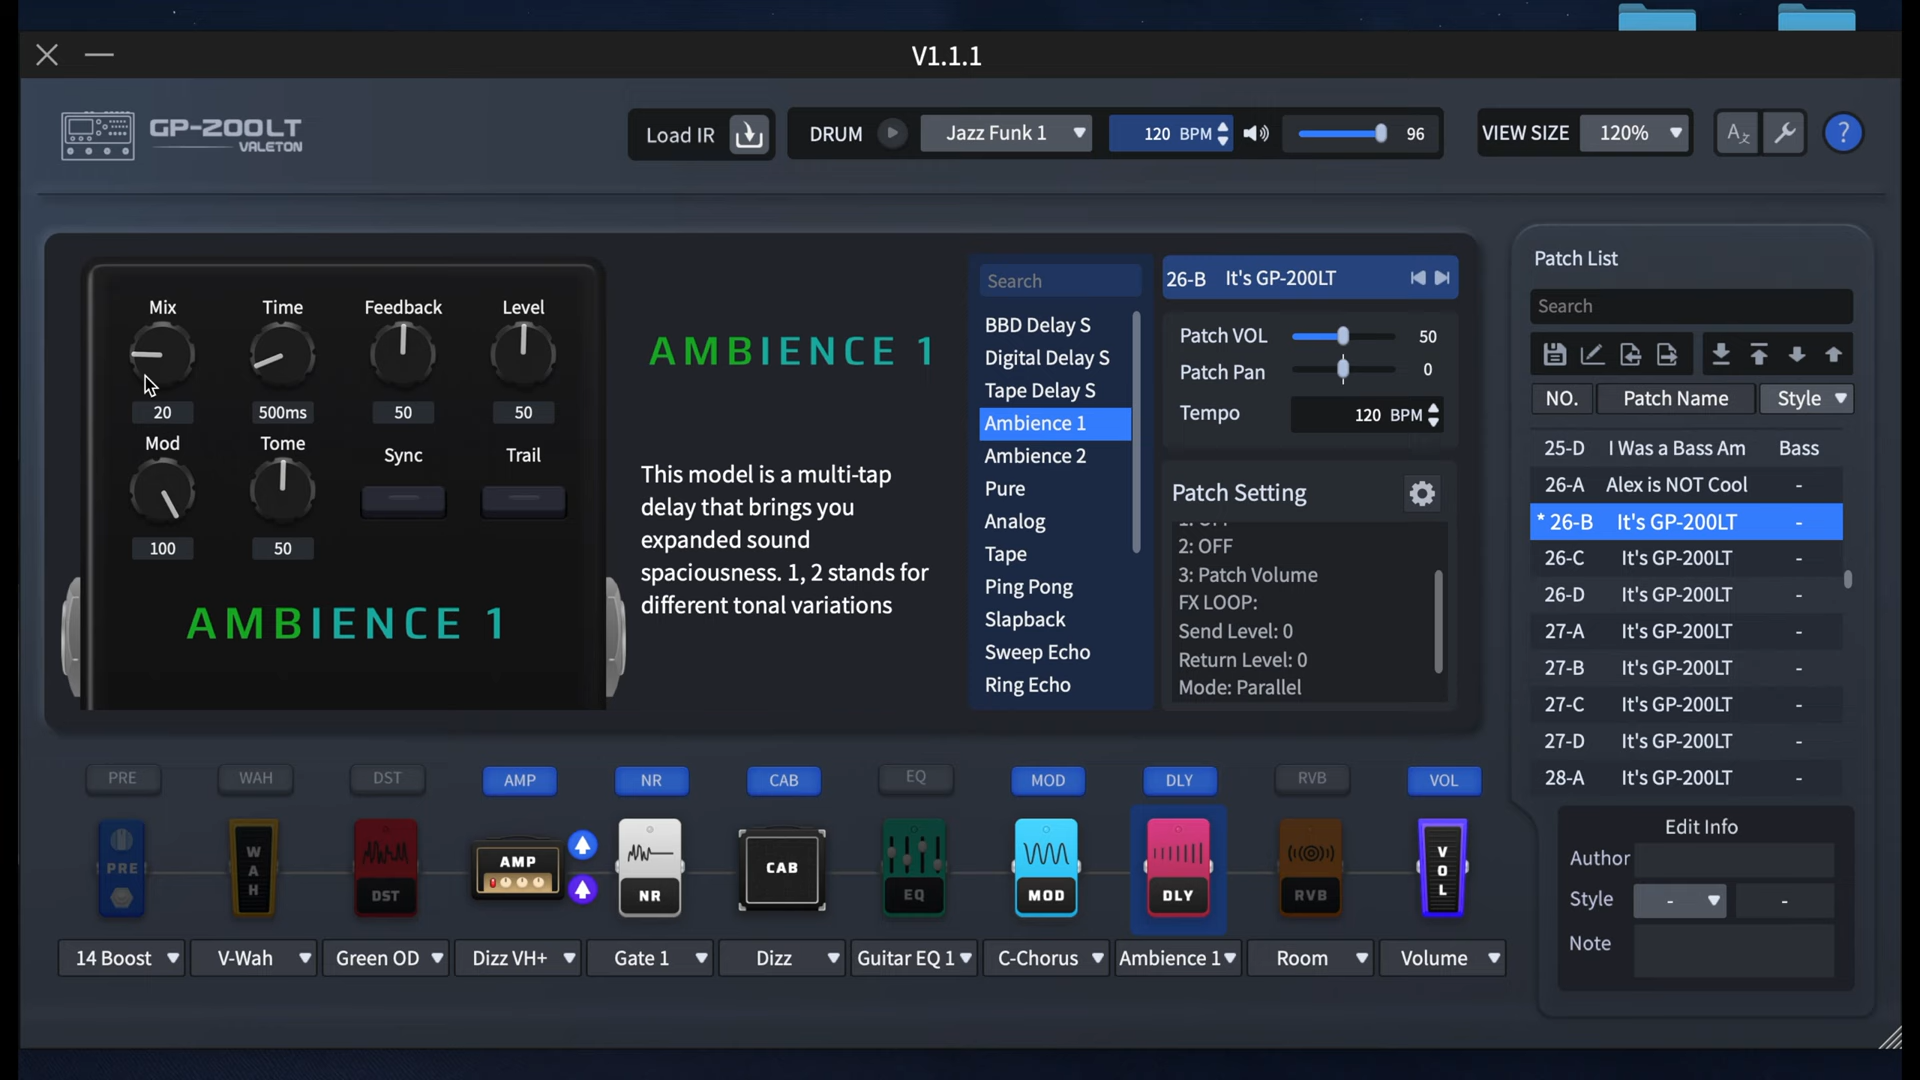 V1.1.1
GP-200LT
VALETON
Load IR
DRUM
Jazz Funk 1
120 BPM
96
VIEW SIZE
120%
Az
?
Mix
Time
Feedback
Level
20
500ms
50
50
Mod
Tome
Sync
Trail
100
50
AMBIENCE 1
AMBIENCE 1
This model is a multi-tap
delay that brings you
expanded sound
spaciousness. 1, 2 stands for
different tonal variations
Search
BBD Delay S
Digital Delay S
Tape Delay S
Ambience 1
Ambience 2
Pure
Analog
Tape
Ping Pong
Slapback
Sweep Echo
Ring Echo
26-B It's GP-200LT
Patch VOL 50
Patch Pan 0
Tempo 120 BPM
Patch Setting
1: OFF
2: OFF
3: Patch Volume
FX LOOP:
Send Level: 0
Return Level: 0
Mode: Parallel
Patch List
Search
NO. Patch Name Style
25-D I Was a Bass Am Bass
26-A Alex is NOT Cool -
* 26-B It's GP-200LT -
26-C It's GP-200LT -
26-D It's GP-200LT -
27-A It's GP-200LT -
27-B It's GP-200LT -
27-C It's GP-200LT -
27-D It's GP-200LT -
28-A It's GP-200LT -
Edit Info
Author
Style - -
Note
PRE WAH DST AMP NR CAB EQ MOD DLY RVB VOL
PRE WAH DST AMP NR CAB EQ MOD DLY RVB VOL
14 Boost V-Wah Green OD Dizz VH+ Gate 1 Dizz Guitar EQ 1 C-Chorus Ambience 1 Room Volume